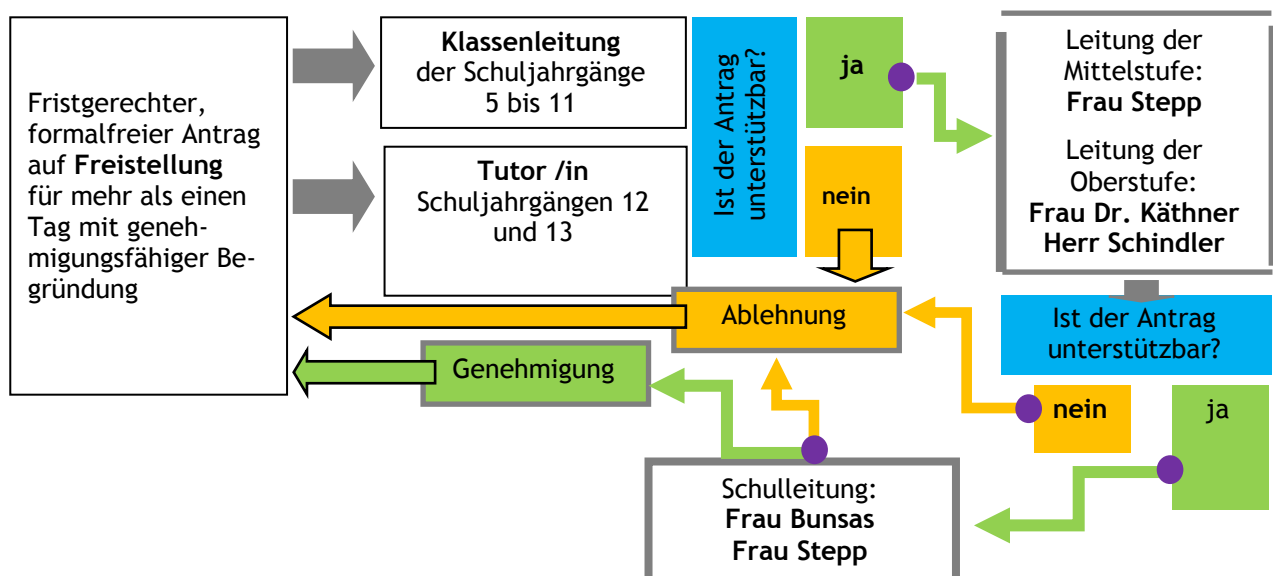 Fristgerechter,
formalfreier Antrag
auf Freistellung
für mehr als einen
Tag mit geneh-
migungsfähiger Be-
gründung
Klassenleitung
der Schuljahrgänge
5 bis 11
Tutor /in
Schuljahrgängen 12
und 13
Ist der Antrag
unterstützbar?
ja
nein
Leitung der
Mittelstufe:
Frau Stepp
Leitung der
Oberstufe:
Frau Dr. Käthner
Herr Schindler
Ist der Antrag
unterstützbar?
nein
ja
Ablehnung
Genehmigung
Schulleitung:
Frau Bunsas
Frau Stepp